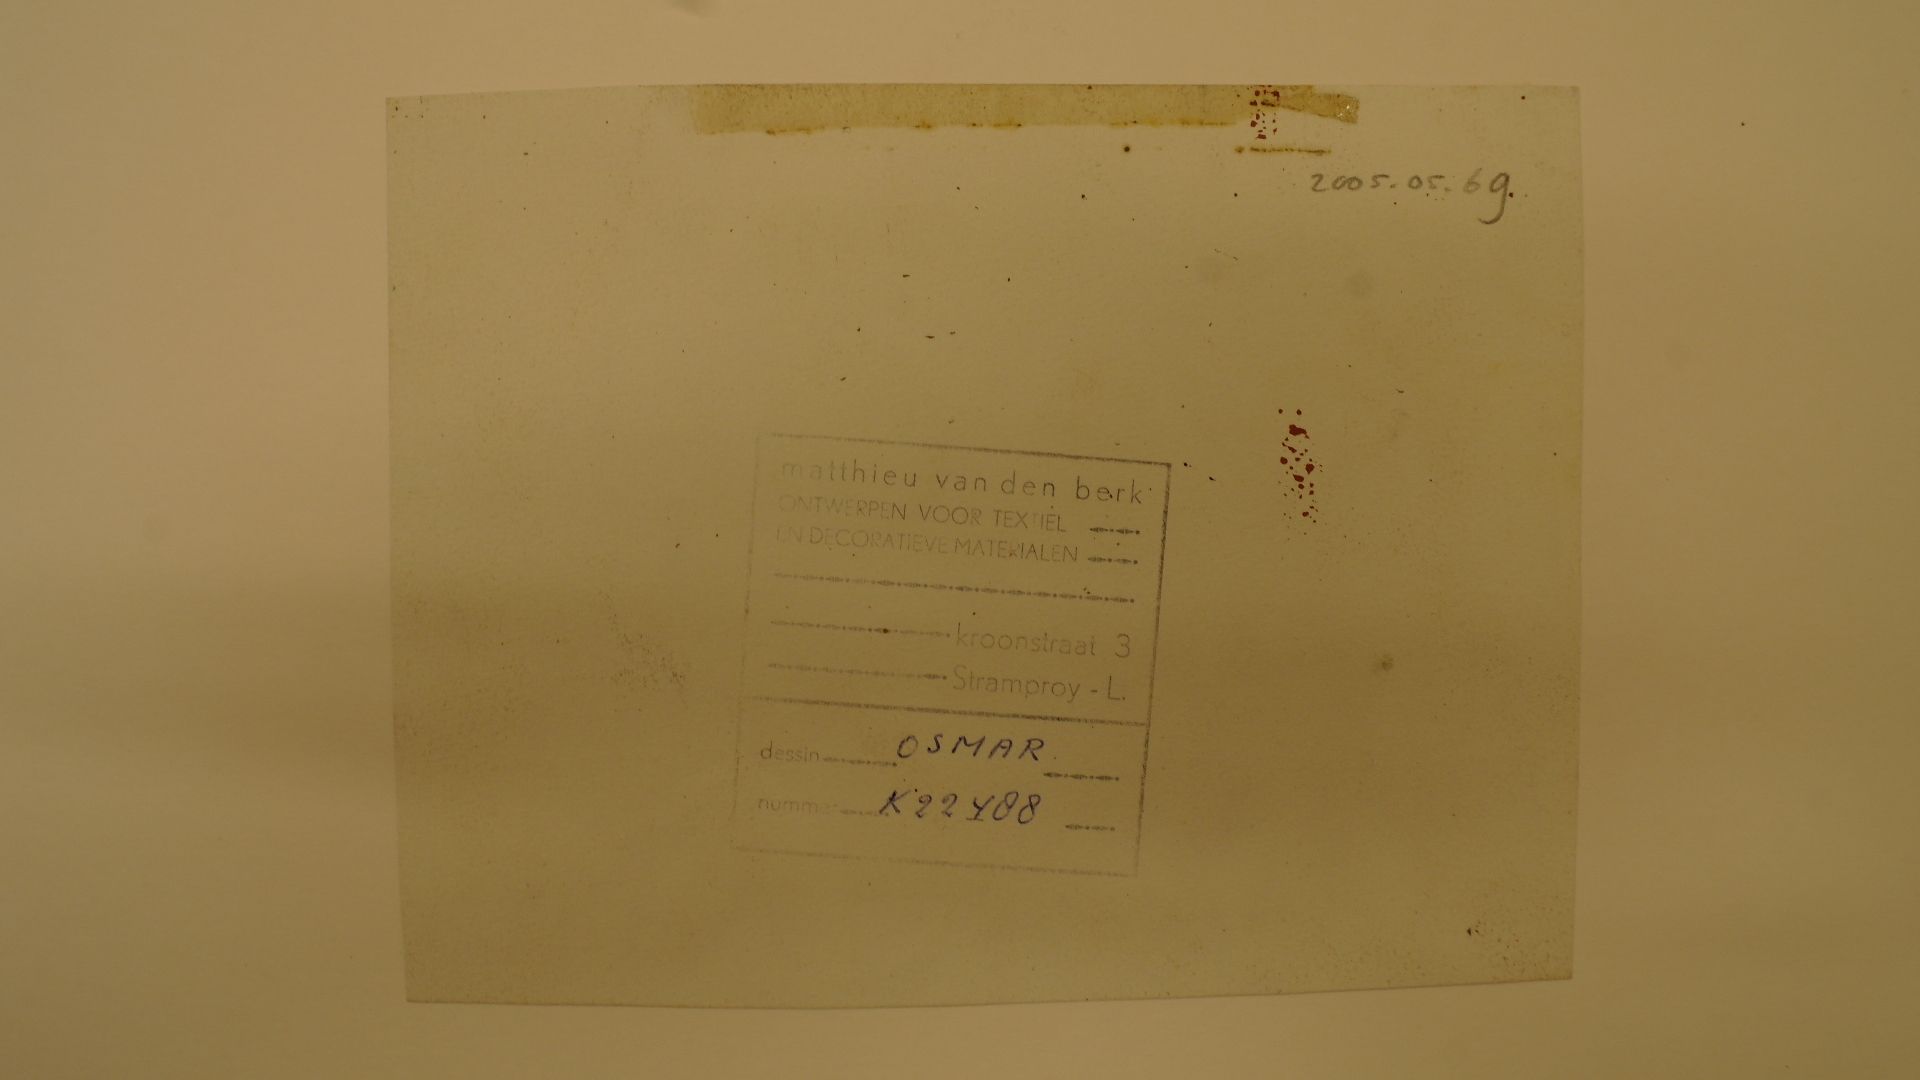 2005.05.69.
matthieu van den berk
ONTWERPEN VOOR TEXTIEL
EN DECORATIEVE MATERIALEN
kroonstraat 3
Stramproy - L.
dessin OSMAR
nummer K22488